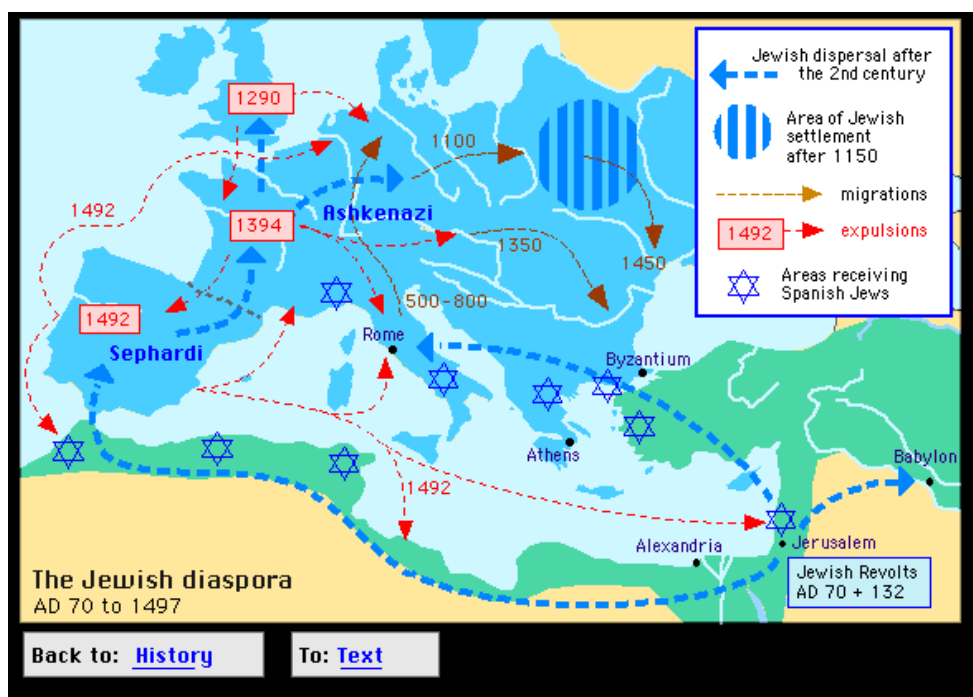 Jewish dispersal after
the 2nd century
Area of Jewish
settlement
after 1150
migrations
1492
expulsions
Areas receiving
Spanish Jews
1290
1100
1492
Ashkenazi
1394
1350
1450
500-800
1492
Rome
Sephardi
Byzantium
Athens
Babylon
1492
Alexandria
Jerusalem
Jewish Revolts
AD 70 + 132
The Jewish diaspora
AD 70 to 1497
Back to: History
To: Text